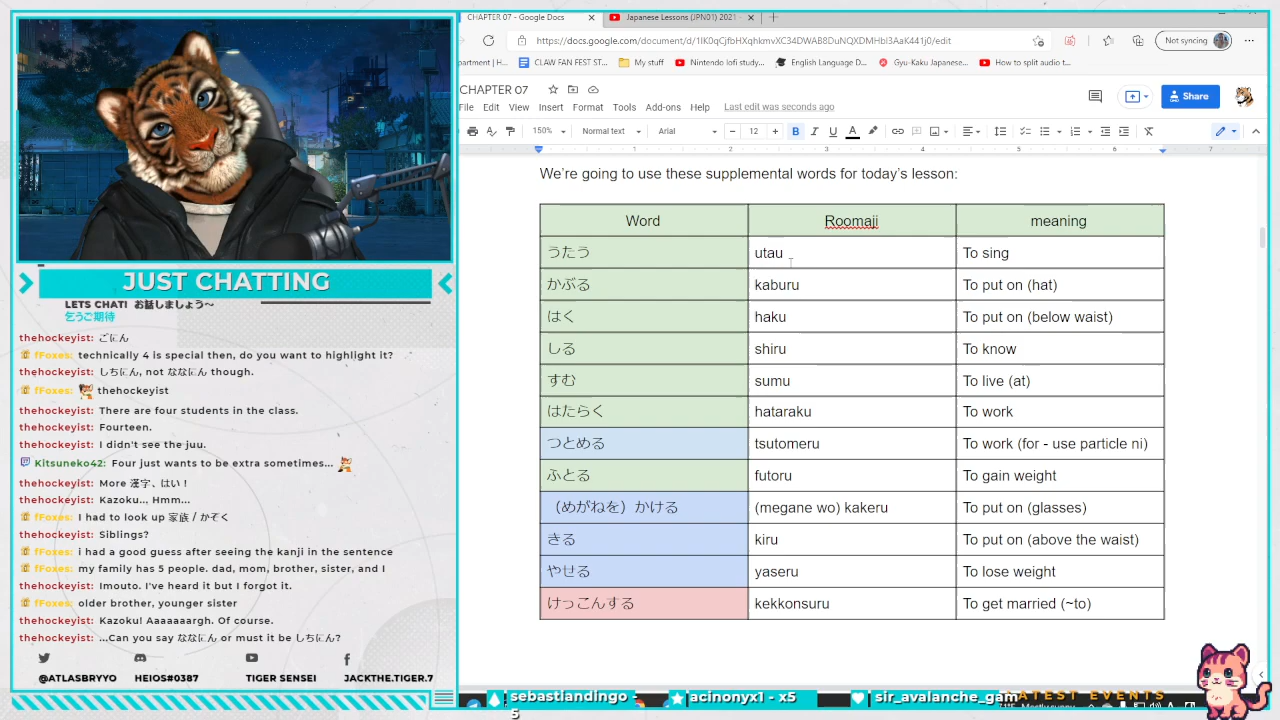 CHAPTER 07 - Google Docs
Japanese Lessons (JPN01) 2021 -
https://docs.google.com/document/d/1IK0qCjfbHXqhkmvXC34DWAB8DuNQXDMHbI3AaK441j0/edit
Not syncing
partment | H...
CLAW FAN FEST ST...
My stuff
Nintendo lofi study...
English Language D...
Gyu-Kaku Japanese...
How to split audio t...
CHAPTER 07
File Edit View Insert Format Tools Add-ons Help Last edit was seconds ago
Share
150% Normal text Arial 12 B I U A
1 2 3 4 5 6 7
We're going to use these supplemental words for today's lesson:
Word Roomaji meaning
うたう utau To sing
かぶる kaburu To put on (hat)
はく haku To put on (below waist)
しる shiru To know
すむ sumu To live (at)
はたらく hataraku To work
つとめる tsutomeru To work (for - use particle ni)
ふとる futoru To gain weight
（めがねを）かける (megane wo) kakeru To put on (glasses)
きる kiru To put on (above the waist)
やせる yaseru To lose weight
けっこんする kekkonsuru To get married (~to)
JUST CHATTING
LETS CHAT! お話しましょう〜
乞うご期待
thehockeyist: ごにん
fFoxes: technically 4 is special then, do you want to highlight it?
thehockeyist: しちにん, not ななにん though.
fFoxes: thehockeyist
thehockeyist: There are four students in the class.
thehockeyist: Fourteen.
thehockeyist: I didn't see the juu.
Kitsuneko42: Four just wants to be extra sometimes...
thehockeyist: More 漢字、はい！
thehockeyist: Kazoku... Hmm...
fFoxes: I had to look up 家族 / かぞく
thehockeyist: Siblings?
fFoxes: i had a good guess after seeing the kanji in the sentence
fFoxes: my family has 5 people. dad, mom, brother, sister, and I
thehockeyist: Imouto. I've heard it but I forgot it.
fFoxes: older brother, younger sister
thehockeyist: Kazoku! Aaaaaaargh. Of course.
thehockeyist: ...Can you say ななにん or must it be しちにん?
@ATLASBRYYO HEIOS#0387 TIGER SENSEI JACKTHE.TIGER.7
sebastiandingo - 5
acinonyx1 - x5
sir_avalanche_gam
LATEST EVENTS